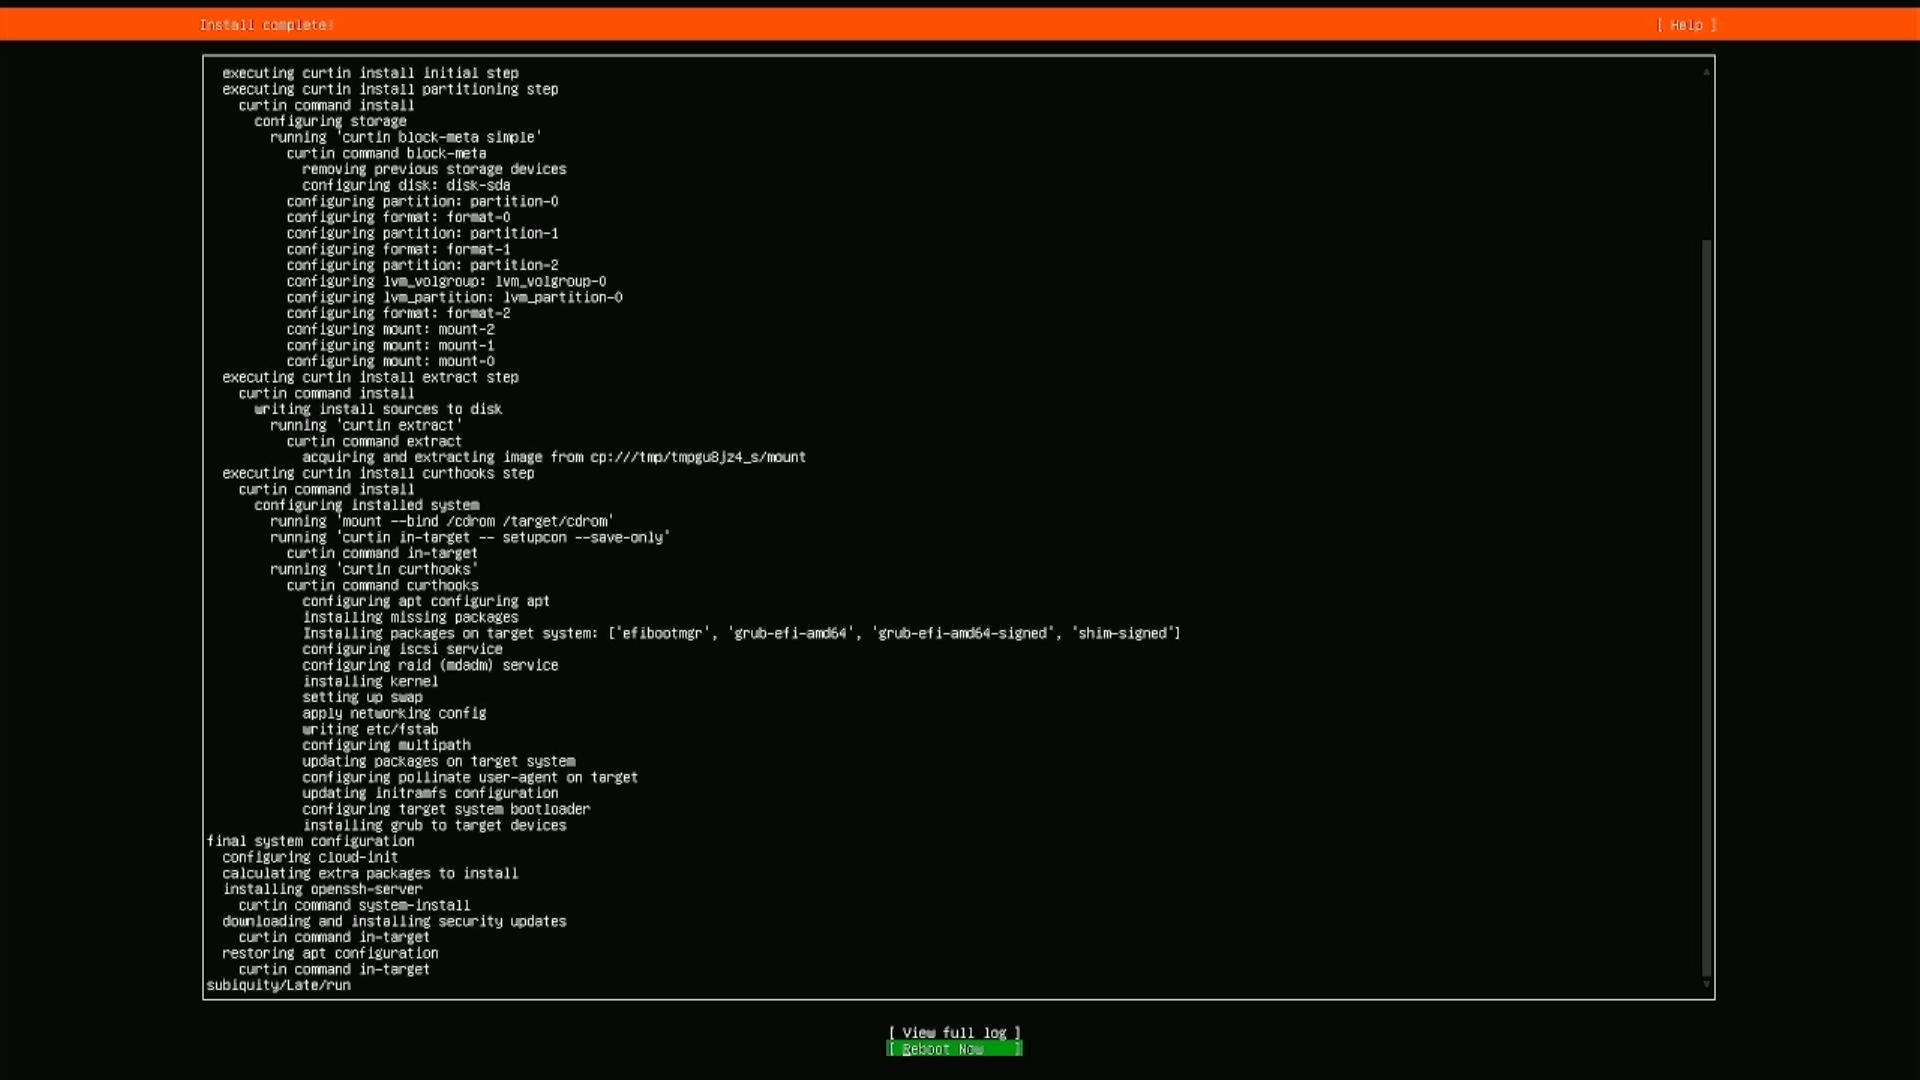 Install complete!
[ Help ]
executing curtin install initial step
executing curtin install partitioning step
curtin command install
configuring storage
running 'curtin block-meta simple'
curtin command block-meta
removing previous storage devices
configuring disk: disk-sda
configuring partition: partition-0
configuring format: format-0
configuring partition: partition-1
configuring format: format-1
configuring partition: partition-2
configuring lvm_volgroup: lvm_volgroup-0
configuring lvm_partition: lvm_partition-0
configuring format: format-2
configuring mount: mount-2
configuring mount: mount-1
configuring mount: mount-0
executing curtin install extract step
curtin command install
writing install sources to disk
running 'curtin extract'
curtin command extract
acquiring and extracting image from cp:///tmp/tmpgu8jz4_s/mount
executing curtin install curthooks step
curtin command install
configuring installed system
running 'mount --bind /cdrom /target/cdrom'
running 'curtin in-target -- setupcon --save-only'
curtin command in-target
running 'curtin curthooks'
curtin command curthooks
configuring apt configuring apt
installing missing packages
Installing packages on target system: ['efibootmgr', 'grub-efi-amd64', 'grub-efi-amd64-signed', 'shim-signed']
configuring iscsi service
configuring raid (mdadm) service
installing kernel
setting up swap
apply networking config
writing etc/fstab
configuring multipath
updating packages on target system
configuring pollinate user-agent on target
updating initramfs configuration
configuring target system bootloader
installing grub to target devices
final system configuration
configuring cloud-init
calculating extra packages to install
installing openssh-server
curtin command system-install
downloading and installing security updates
curtin command in-target
restoring apt configuration
curtin command in-target
subiquity/Late/run
[ View full log ]
[ Reboot Now ]